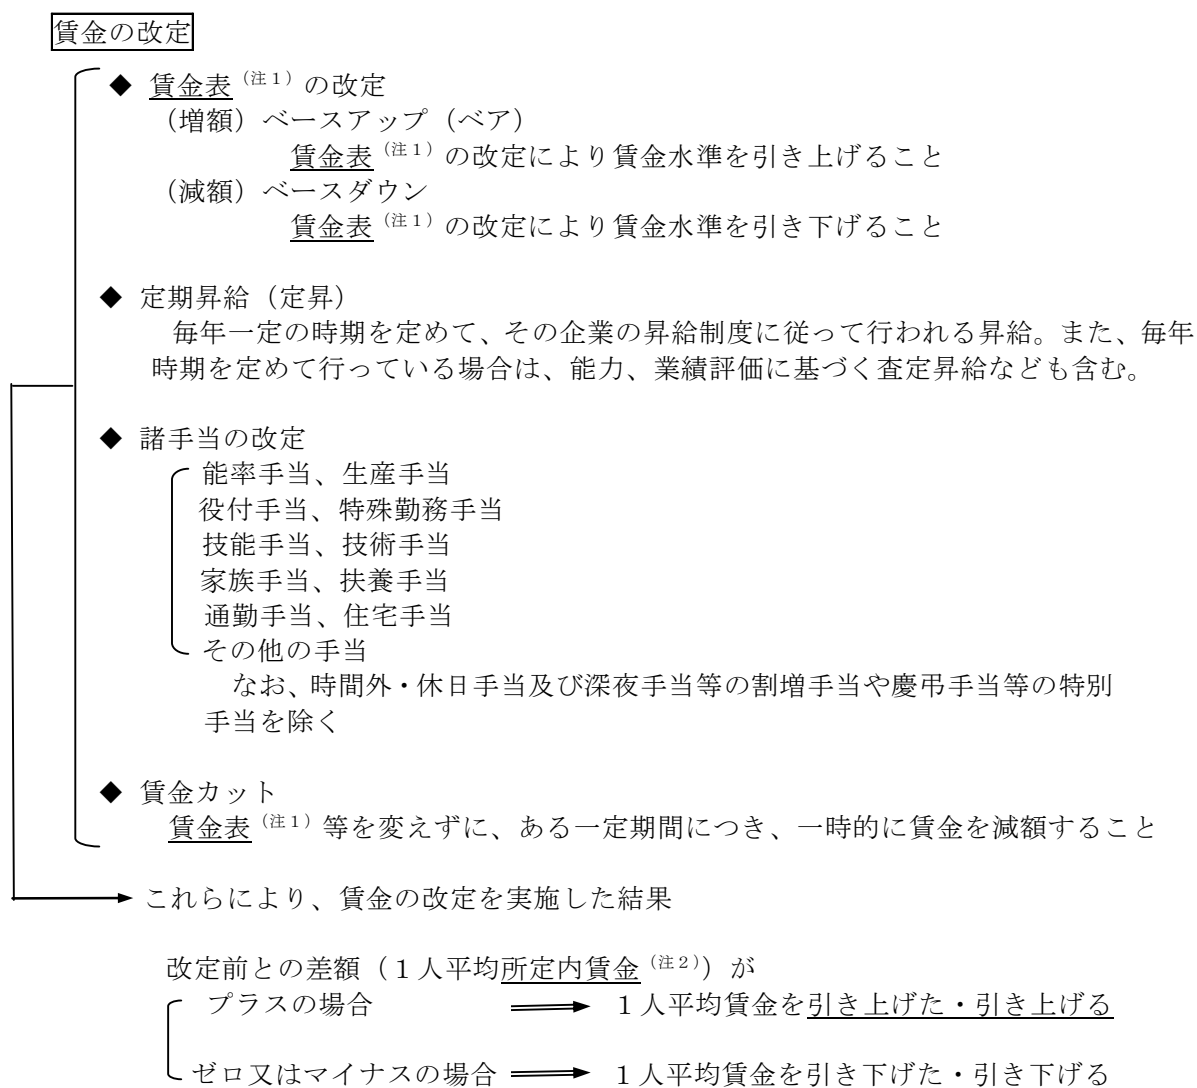 賃金の改定
◆ 賃金表(注1)の改定
(増額)ベースアップ(ベア)
賃金表(注1)の改定により賃金水準を引き上げること
(減額)ベースダウン
賃金表(注1)の改定により賃金水準を引き下げること
◆ 定期昇給(定昇)
毎年一定の時期を定めて、その企業の昇給制度に従って行われる昇給。また、毎年
時期を定めて行っている場合は、能力、業績評価に基づく査定昇給なども含む。
◆ 諸手当の改定
能率手当、生産手当
役付手当、特殊勤務手当
技能手当、技術手当
家族手当、扶養手当
通勤手当、住宅手当
その他の手当
なお、時間外・休日手当及び深夜手当等の割増手当や慶弔手当等の特別
手当を除く
◆ 賃金カット
賃金表(注1)等を変えずに、ある一定期間につき、一時的に賃金を減額すること
これらにより、賃金の改定を実施した結果
改定前との差額(1人平均所定内賃金(注2))が
プラスの場合 1人平均賃金を引き上げた・引き上げる
ゼロ又はマイナスの場合 1人平均賃金を引き下げた・引き下げる